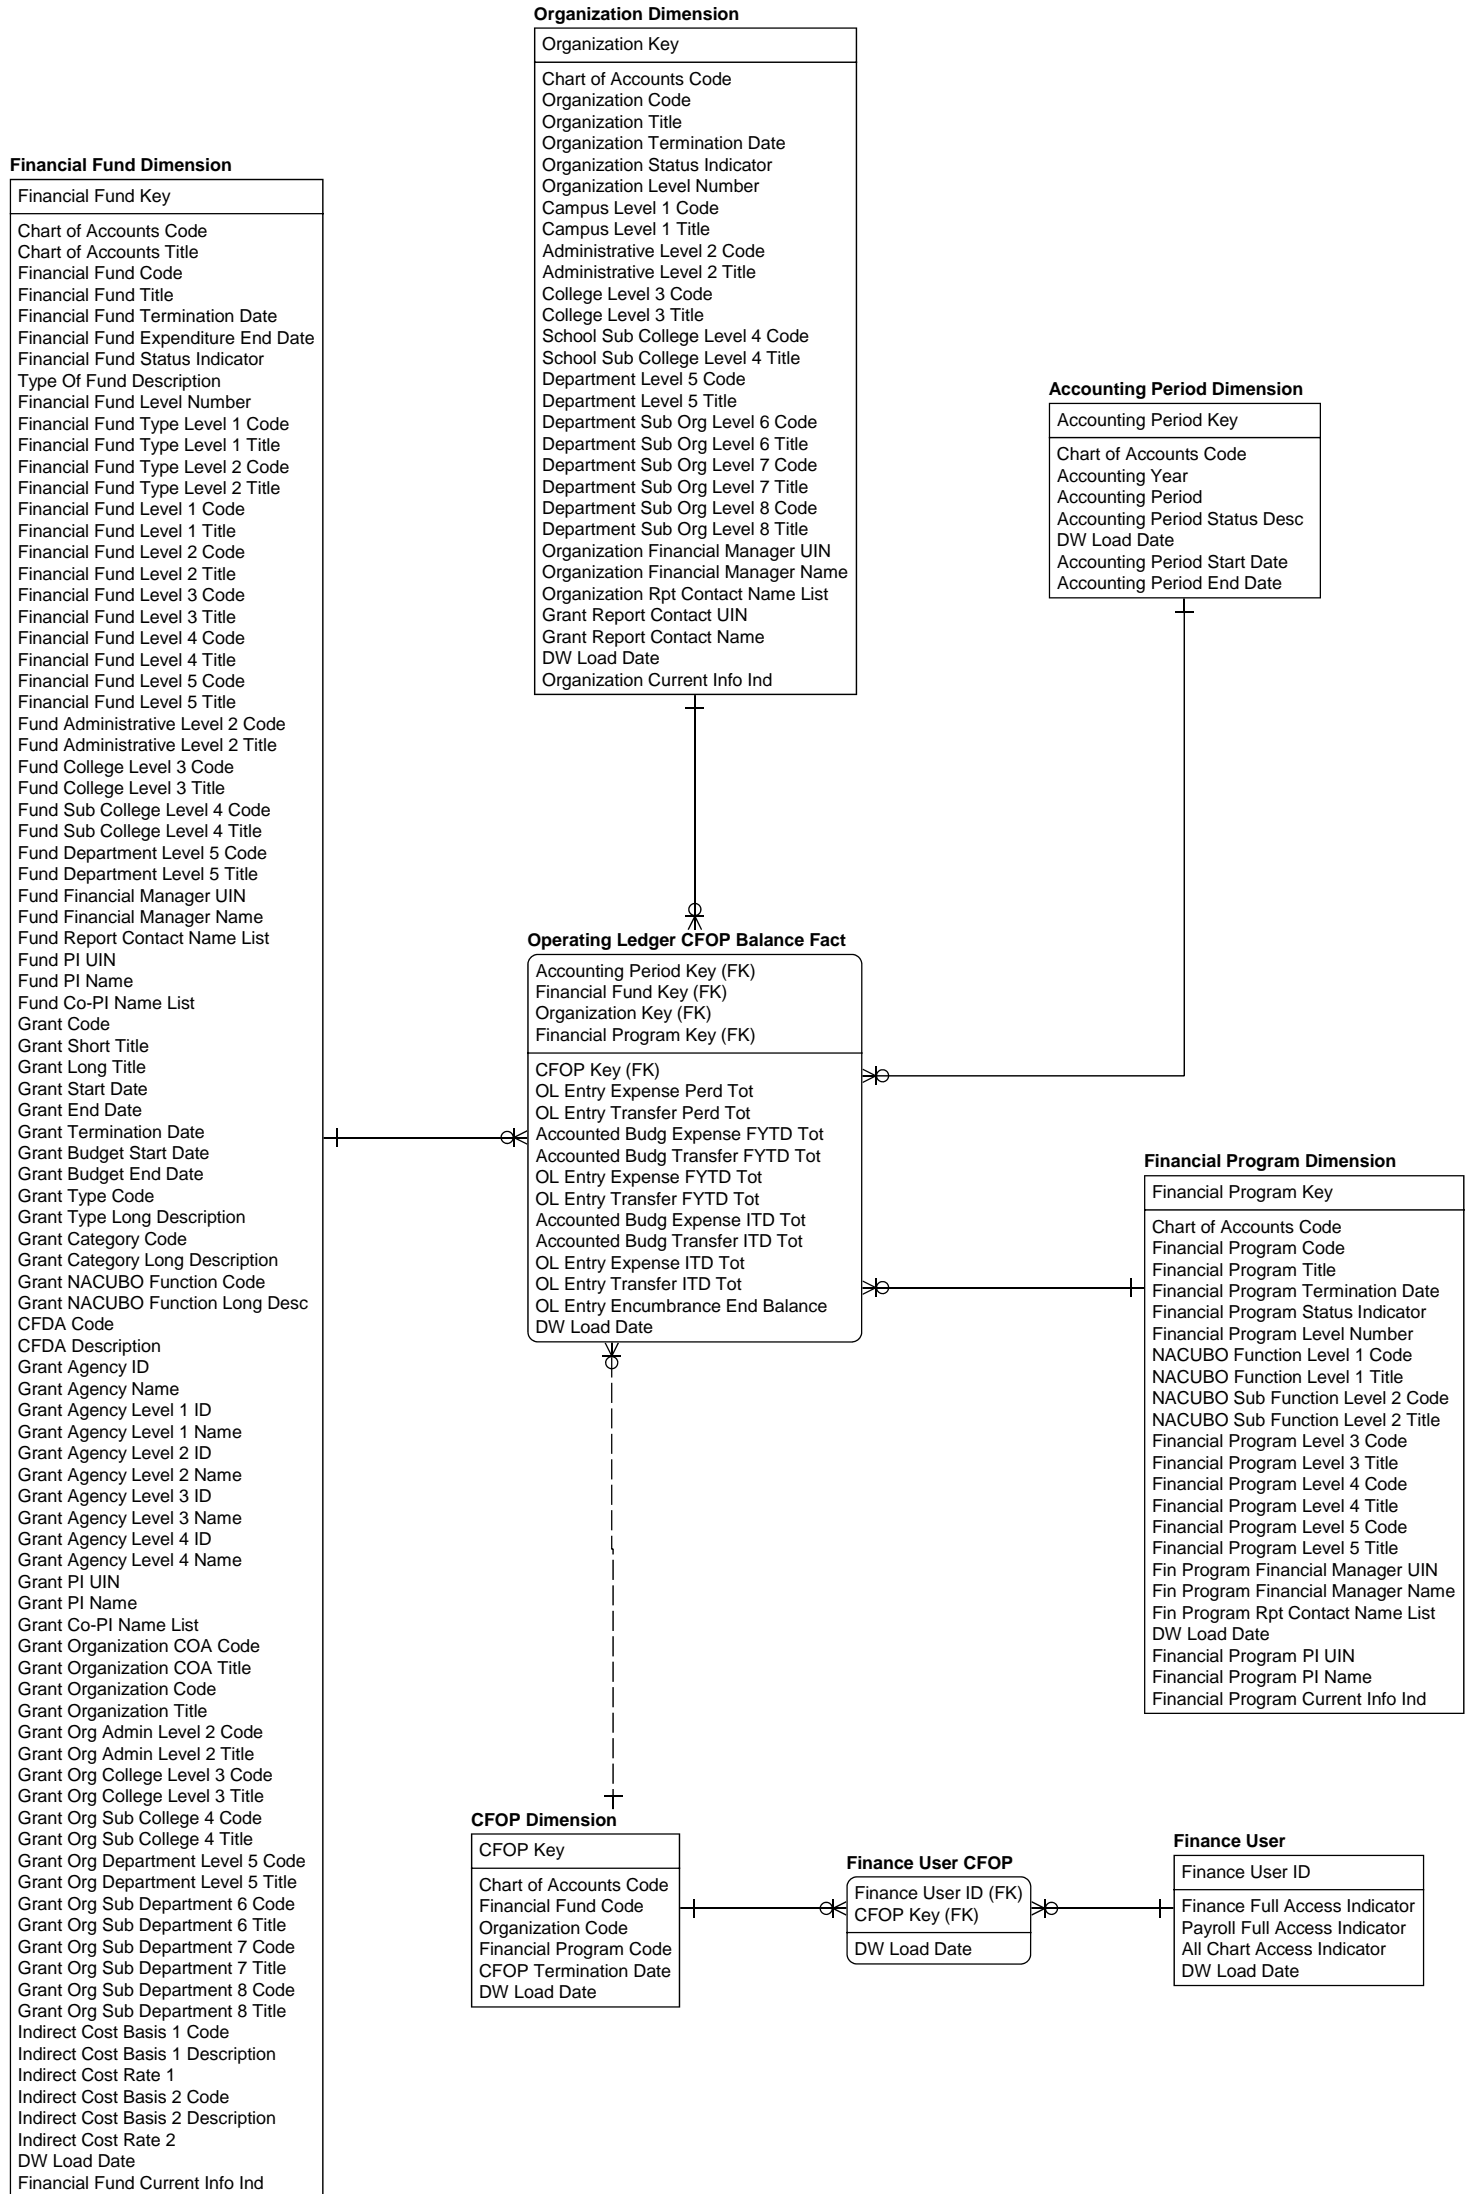 Organization Dimension
Organization Key
Chart of Accounts Code
Organization Code
Organization Title
Organization Termination Date
Organization Status Indicator
Organization Level Number
Campus Level 1 Code
Campus Level 1 Title
Administrative Level 2 Code
Administrative Level 2 Title
College Level 3 Code
College Level 3 Title
School Sub College Level 4 Code
School Sub College Level 4 Title
Department Level 5 Code
Department Level 5 Title
Department Sub Org Level 6 Code
Department Sub Org Level 6 Title
Department Sub Org Level 7 Code
Department Sub Org Level 7 Title
Department Sub Org Level 8 Code
Department Sub Org Level 8 Title
Organization Financial Manager UIN
Organization Financial Manager Name
Organization Rpt Contact Name List
Grant Report Contact UIN
Grant Report Contact Name
DW Load Date
Organization Current Info Ind
Financial Fund Dimension
Financial Fund Key
Chart of Accounts Code
Chart of Accounts Title
Financial Fund Code
Financial Fund Title
Financial Fund Termination Date
Financial Fund Expenditure End Date
Financial Fund Status Indicator
Type Of Fund Description
Financial Fund Level Number
Financial Fund Type Level 1 Code
Financial Fund Type Level 1 Title
Financial Fund Type Level 2 Code
Financial Fund Type Level 2 Title
Financial Fund Level 1 Code
Financial Fund Level 1 Title
Financial Fund Level 2 Code
Financial Fund Level 2 Title
Financial Fund Level 3 Code
Financial Fund Level 3 Title
Financial Fund Level 4 Code
Financial Fund Level 4 Title
Financial Fund Level 5 Code
Financial Fund Level 5 Title
Fund Administrative Level 2 Code
Fund Administrative Level 2 Title
Fund College Level 3 Code
Fund College Level 3 Title
Fund Sub College Level 4 Code
Fund Sub College Level 4 Title
Fund Department Level 5 Code
Fund Department Level 5 Title
Fund Financial Manager UIN
Fund Financial Manager Name
Fund Report Contact Name List
Fund PI UIN
Fund PI Name
Fund Co-PI Name List
Grant Code
Grant Short Title
Grant Long Title
Grant Start Date
Grant End Date
Grant Termination Date
Grant Budget Start Date
Grant Budget End Date
Grant Type Code
Grant Type Long Description
Grant Category Code
Grant Category Long Description
Grant NACUBO Function Code
Grant NACUBO Function Long Desc
CFDA Code
CFDA Description
Grant Agency ID
Grant Agency Name
Grant Agency Level 1 ID
Grant Agency Level 1 Name
Grant Agency Level 2 ID
Grant Agency Level 2 Name
Grant Agency Level 3 ID
Grant Agency Level 3 Name
Grant Agency Level 4 ID
Grant Agency Level 4 Name
Grant PI UIN
Grant PI Name
Grant Co-PI Name List
Grant Organization COA Code
Grant Organization COA Title
Grant Organization Code
Grant Organization Title
Grant Org Admin Level 2 Code
Grant Org Admin Level 2 Title
Grant Org College Level 3 Code
Grant Org College Level 3 Title
Grant Org Sub College 4 Code
Grant Org Sub College 4 Title
Grant Org Department Level 5 Code
Grant Org Department Level 5 Title
Grant Org Sub Department 6 Code
Grant Org Sub Department 6 Title
Grant Org Sub Department 7 Code
Grant Org Sub Department 7 Title
Grant Org Sub Department 8 Code
Grant Org Sub Department 8 Title
Indirect Cost Basis 1 Code
Indirect Cost Basis 1 Description
Indirect Cost Rate 1
Indirect Cost Basis 2 Code
Indirect Cost Basis 2 Description
Indirect Cost Rate 2
DW Load Date
Financial Fund Current Info Ind
Accounting Period Dimension
Accounting Period Key
Chart of Accounts Code
Accounting Year
Accounting Period
Accounting Period Status Desc
DW Load Date
Accounting Period Start Date
Accounting Period End Date
Operating Ledger CFOP Balance Fact
Accounting Period Key (FK)
Financial Fund Key (FK)
Organization Key (FK)
Financial Program Key (FK)
CFOP Key (FK)
OL Entry Expense Perd Tot
OL Entry Transfer Perd Tot
Accounted Budg Expense FYTD Tot
Accounted Budg Transfer FYTD Tot
OL Entry Expense FYTD Tot
OL Entry Transfer FYTD Tot
Accounted Budg Expense ITD Tot
Accounted Budg Transfer ITD Tot
OL Entry Expense ITD Tot
OL Entry Transfer ITD Tot
OL Entry Encumbrance End Balance
DW Load Date
Financial Program Dimension
Financial Program Key
Chart of Accounts Code
Financial Program Code
Financial Program Title
Financial Program Termination Date
Financial Program Status Indicator
Financial Program Level Number
NACUBO Function Level 1 Code
NACUBO Function Level 1 Title
NACUBO Sub Function Level 2 Code
NACUBO Sub Function Level 2 Title
Financial Program Level 3 Code
Financial Program Level 3 Title
Financial Program Level 4 Code
Financial Program Level 4 Title
Financial Program Level 5 Code
Financial Program Level 5 Title
Fin Program Financial Manager UIN
Fin Program Financial Manager Name
Fin Program Rpt Contact Name List
DW Load Date
Financial Program PI UIN
Financial Program PI Name
Financial Program Current Info Ind
CFOP Dimension
CFOP Key
Chart of Accounts Code
Financial Fund Code
Organization Code
Financial Program Code
CFOP Termination Date
DW Load Date
Finance User CFOP
Finance User ID (FK)
CFOP Key (FK)
DW Load Date
Finance User
Finance User ID
Finance Full Access Indicator
Payroll Full Access Indicator
All Chart Access Indicator
DW Load Date